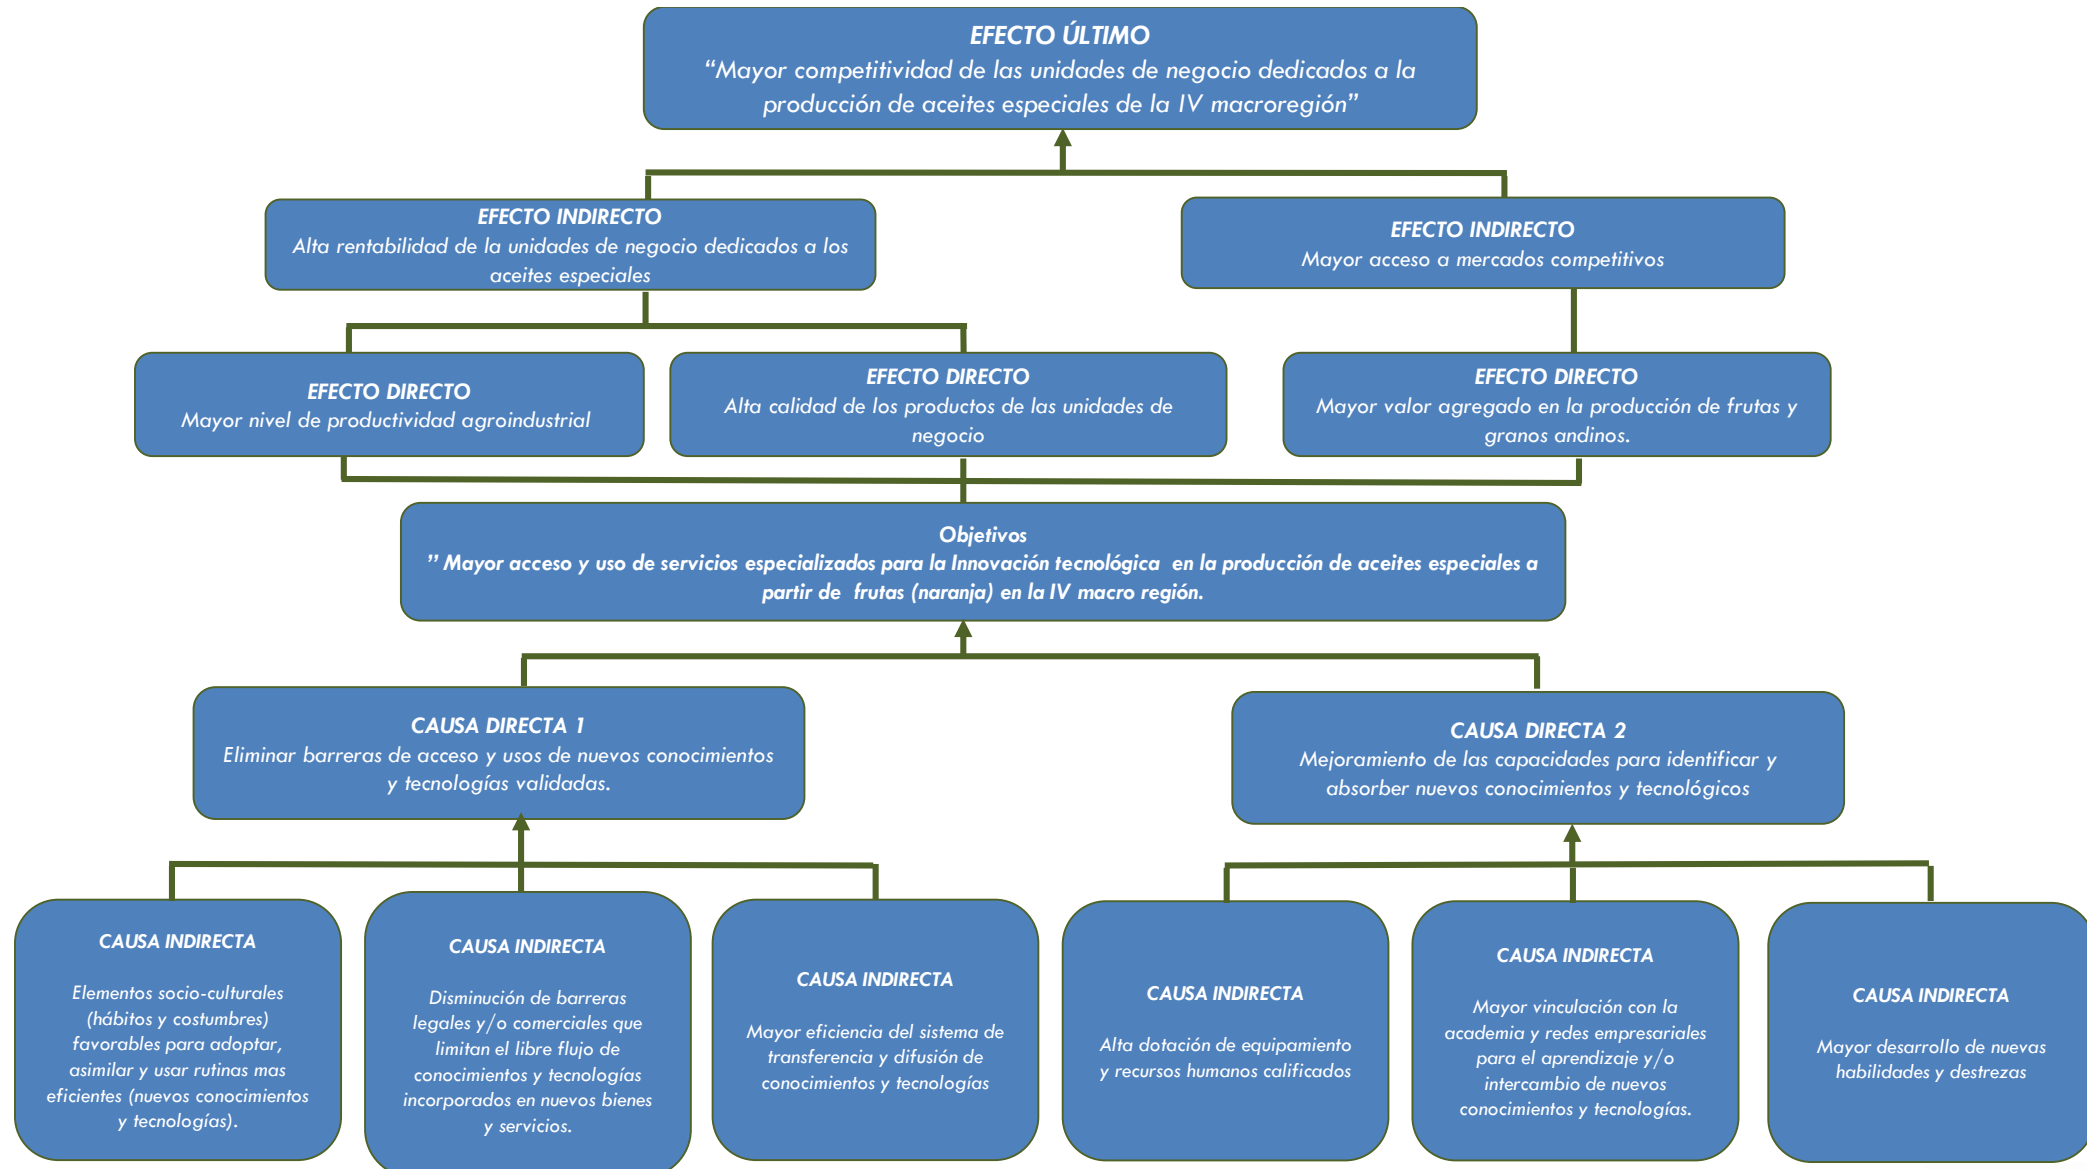 EFECTO ÚLTIMO
“Mayor competitividad de las unidades de negocio dedicados a la
producción de aceites especiales de la IV macroregión”
EFECTO INDIRECTO
Alta rentabilidad de la unidades de negocio dedicados a los
aceites especiales
EFECTO INDIRECTO
Mayor acceso a mercados competitivos
EFECTO DIRECTO
Mayor nivel de productividad agroindustrial
EFECTO DIRECTO
Alta calidad de los productos de las unidades de
negocio
EFECTO DIRECTO
Mayor valor agregado en la producción de frutas y
granos andinos.
Objetivos
” Mayor acceso y uso de servicios especializados para la Innovación tecnológica en la producción de aceites especiales a
partir de frutas (naranja) en la IV macro región.
CAUSA DIRECTA 1
Eliminar barreras de acceso y usos de nuevos conocimientos
y tecnologías validadas.
CAUSA DIRECTA 2
Mejoramiento de las capacidades para identificar y
absorber nuevos conocimientos y tecnológicos
CAUSA INDIRECTA
Elementos socio-culturales
(hábitos y costumbres)
favorables para adoptar,
asimilar y usar rutinas mas
eficientes (nuevos conocimientos
y tecnologías).
CAUSA INDIRECTA
Disminución de barreras
legales y/o comerciales que
limitan el libre flujo de
conocimientos y tecnologías
incorporados en nuevos bienes
y servicios.
CAUSA INDIRECTA
Mayor eficiencia del sistema de
transferencia y difusión de
conocimientos y tecnologías
CAUSA INDIRECTA
Alta dotación de equipamiento
y recursos humanos calificados
CAUSA INDIRECTA
Mayor vinculación con la
academia y redes empresariales
para el aprendizaje y/o
intercambio de nuevos
conocimientos y tecnologías.
CAUSA INDIRECTA
Mayor desarrollo de nuevas
habilidades y destrezas